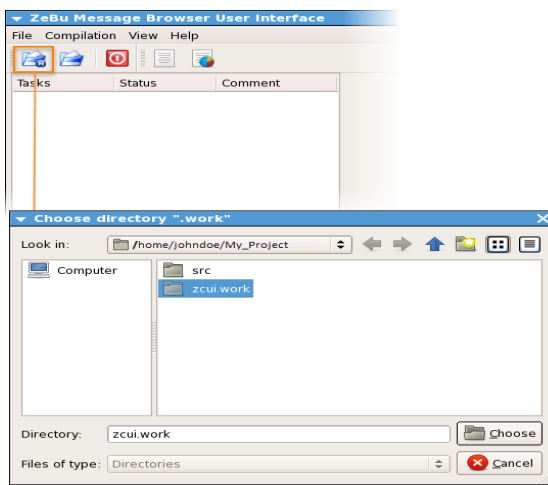 ZeBu Message Browser User Interface
File Compilation View Help
Tasks Status Comment
Choose directory ".work"
Look in: /home/johndoe/My_Project
Computer src
zcui.work
Directory: zcui.work Choose
Files of type: Directories Cancel